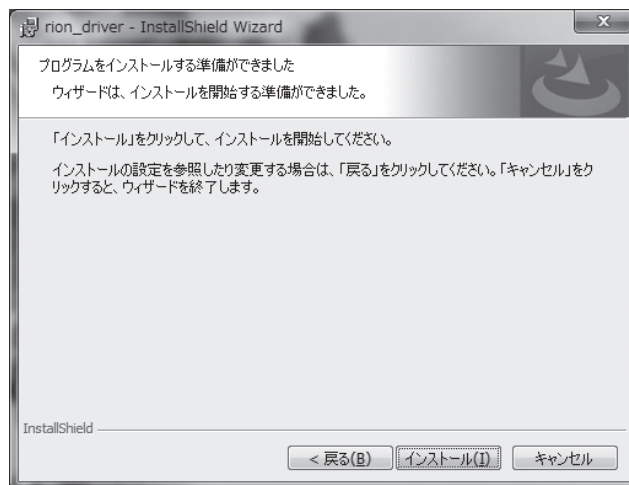 rion_driver - InstallShield Wizard
プログラムをインストールする準備ができました
ウィザードは、インストールを開始する準備ができました。
「インストール」をクリックして、インストールを開始してください。
インストールの設定を参照したり変更する場合は、「戻る」をクリックしてください。「キャンセル」をク
リックすると、ウィザードを終了します。
InstallShield
< 戻る(B) インストール(I) キャンセル